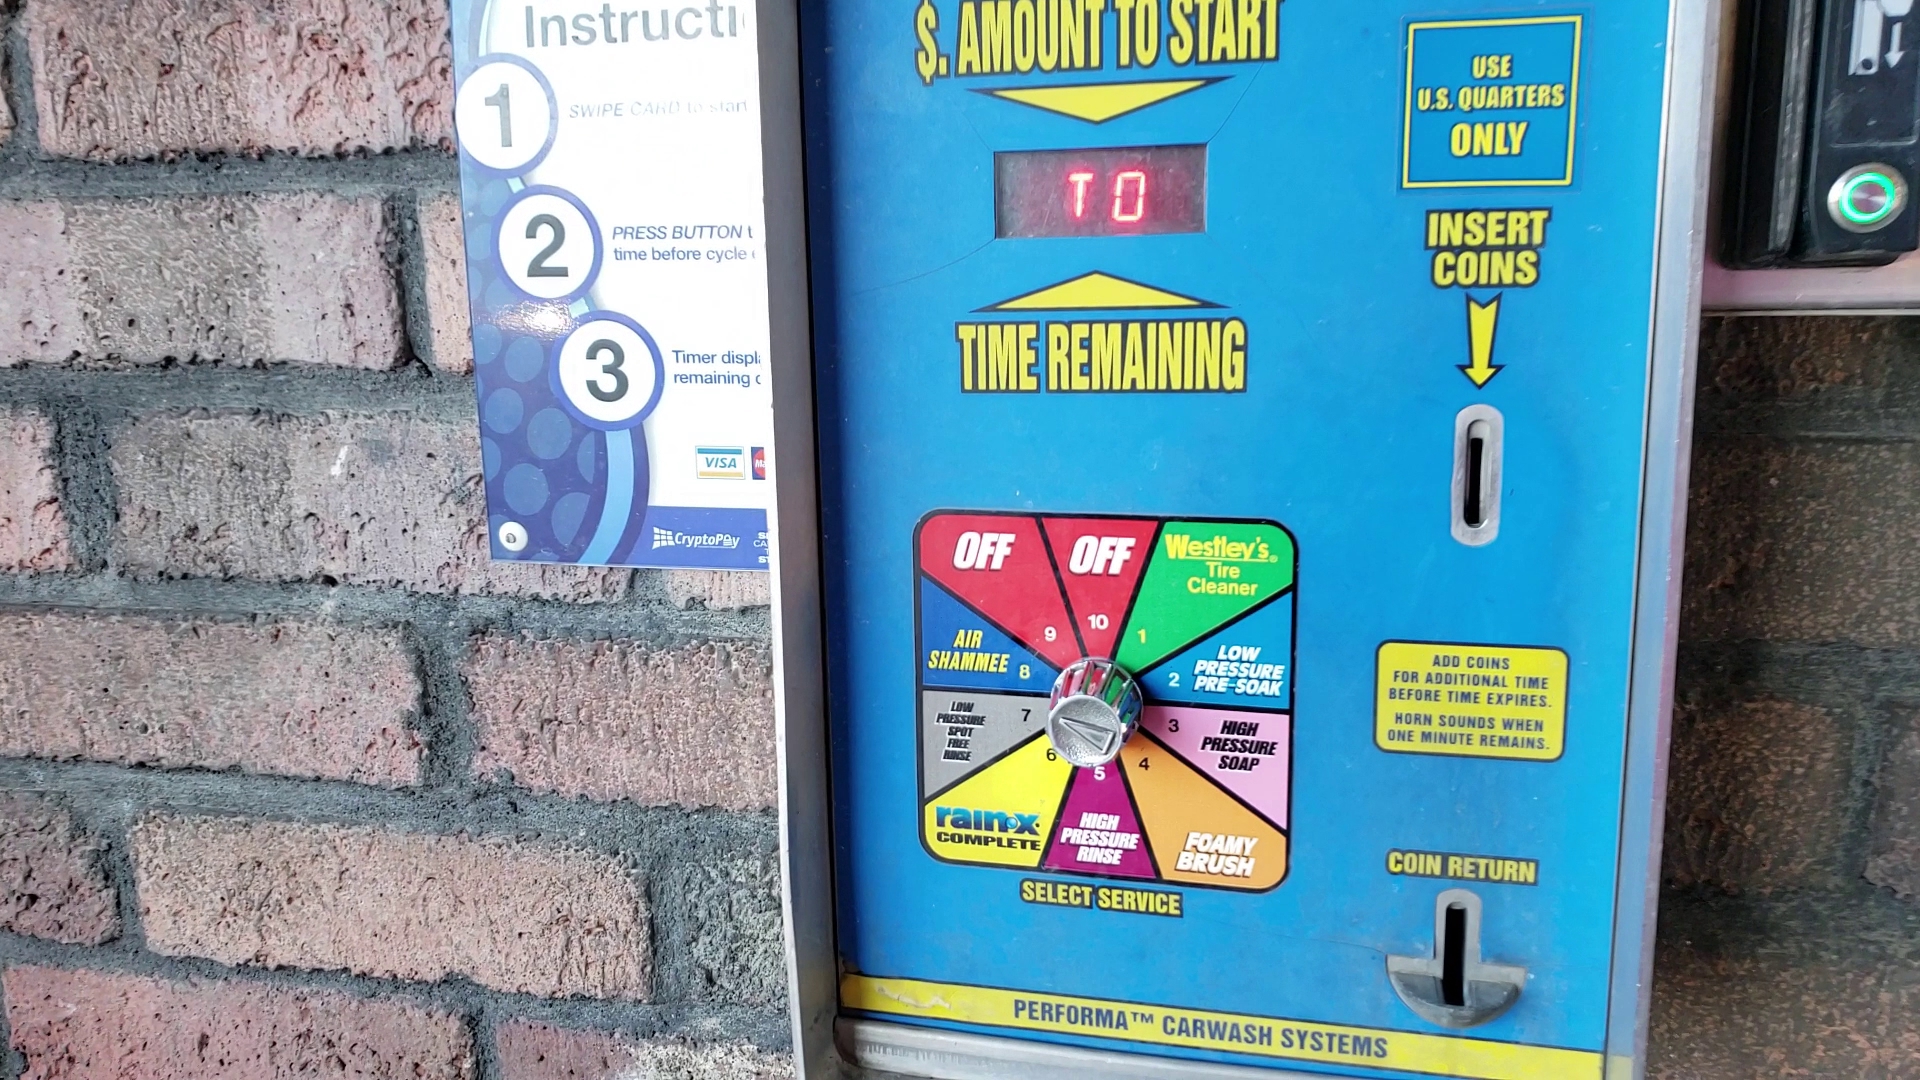 Instructi
1
SWIPE CARD to start
2
PRESS BUTTON t
time before cycle
3
Timer displ
remaining
VISA
Ma
CryptoPay
$. AMOUNT TO START
TO
TIME REMAINING
USE
U.S. QUARTERS
ONLY
INSERT
COINS
OFF
9
OFF
10
Westley's®
Tire
Cleaner
1
LOW
PRESSURE
PRE-SOAK
2
HIGH
PRESSURE
SOAP
3
FOAMY
BRUSH
4
HIGH
PRESSURE
RINSE
5
rain-x
COMPLETE
6
LOW
PRESSURE
SPOT
FREE
RINSE
7
AIR
SHAMMEE
8
SELECT SERVICE
ADD COINS
FOR ADDITIONAL TIME
BEFORE TIME EXPIRES.
HORN SOUNDS WHEN
ONE MINUTE REMAINS.
COIN RETURN
PERFORMA™ CARWASH SYSTEMS